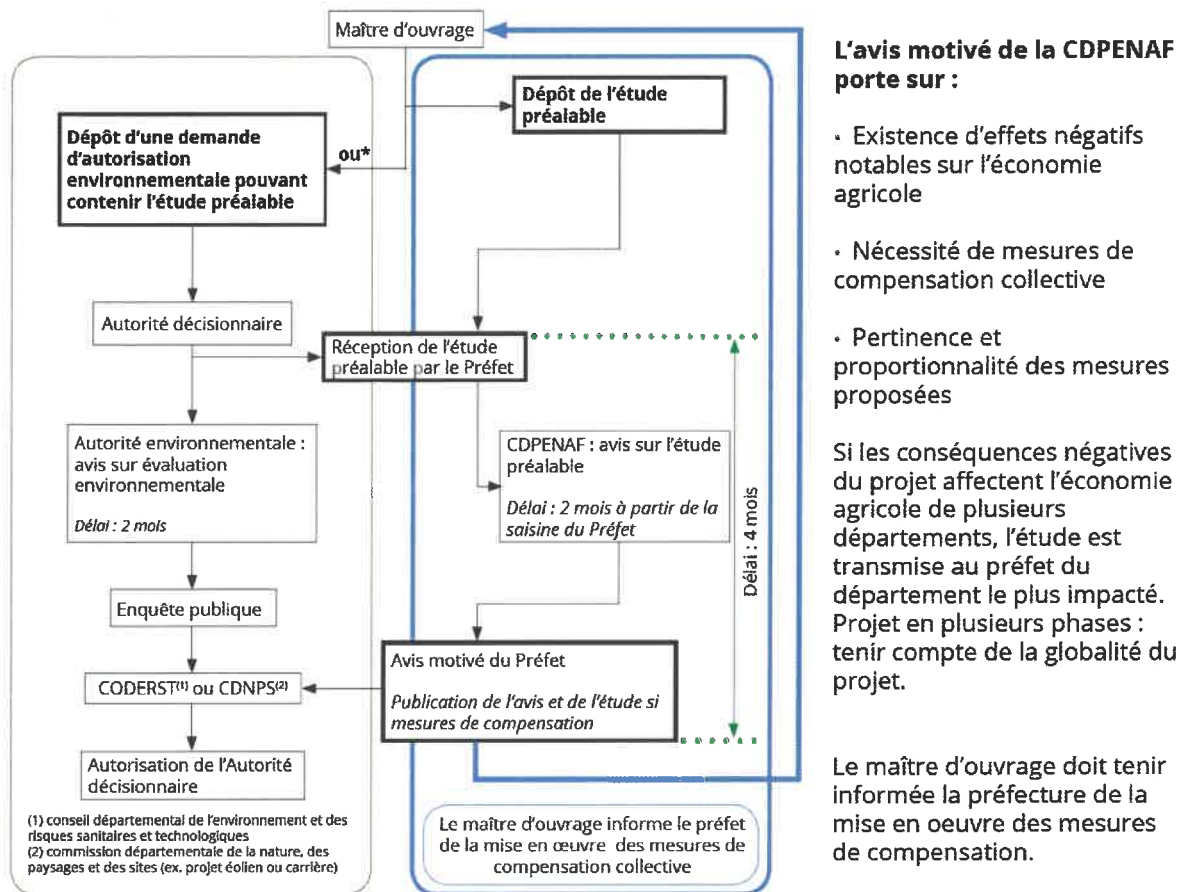 Maître d'ouvrage
Dépôt de l'étude
préalable
Dépôt d'une demande
d'autorisation
environnementale pouvant
contenir l'étude préalable
ou*
Autorité décisionnaire
Réception de l'étude
préalable par le Préfet
Autorité environnementale :
avis sur évaluation
environnementale
Délai : 2 mois
CDPENAF : avis sur l'étude
préalable
Délai : 2 mois à partir de la
saisine du Préfet
Délai : 4 mois
Enquête publique
Avis motivé du Préfet
Publication de l'avis et de l'étude si
mesures de compensation
CODERST(1) ou CDNPS(2)
Autorisation de l'Autorité
décisionnaire
(1) conseil départemental de l'environnement et des
risques sanitaires et technologiques
(2) commission départementale de la nature, des
paysages et des sites (ex. projet éolien ou carrière)
Le maître d'ouvrage informe le préfet
de la mise en œuvre des mesures de
compensation collective
L'avis motivé de la CDPENAF
porte sur :
• Existence d'effets négatifs
notables sur l'économie
agricole
• Nécessité de mesures de
compensation collective
• Pertinence et
proportionnalité des mesures
proposées
Si les conséquences négatives
du projet affectent l'économie
agricole de plusieurs
départements, l'étude est
transmise au préfet du
département le plus impacté.
Projet en plusieurs phases :
tenir compte de la globalité du
projet.
Le maître d'ouvrage doit tenir
informée la préfecture de la
mise en oeuvre des mesures
de compensation.